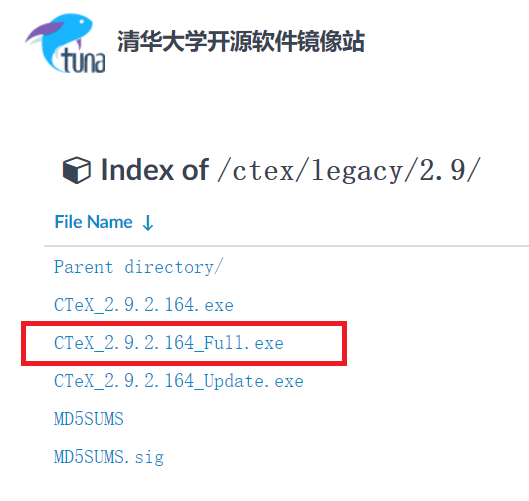 tuna 清华大学开源软件镜像站
Index of /ctex/legacy/2.9/
File Name ↓
Parent directory/
CTeX_2.9.2.164.exe
CTeX_2.9.2.164_Full.exe
CTeX_2.9.2.164_Update.exe
MD5SUMS
MD5SUMS.sig